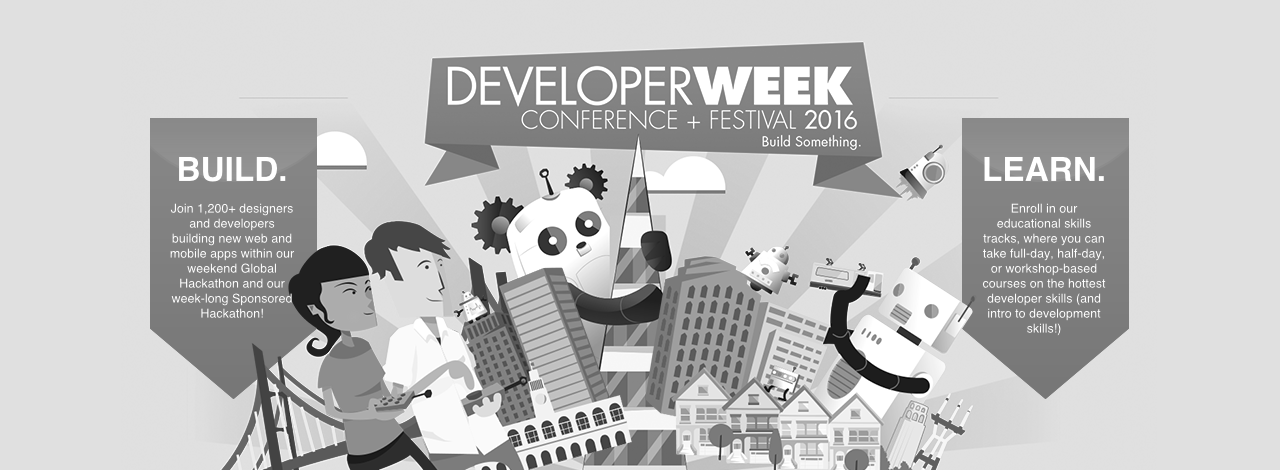 DEVELOPERWEEK
CONFERENCE + FESTIVAL 2016
Build Something.
BUILD.
Join 1,200+ designers
and developers
building new web and
mobile apps within our
weekend Global
Hackathon and our
week-long Sponsored
Hackathon!
LEARN.
Enroll in our
educational skills
tracks, where you can
take full-day, half-day,
or workshop-based
courses on the hottest
developer skills (and
intro to development
skills!)